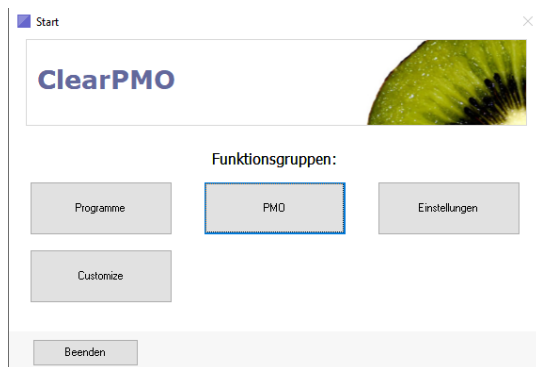 Start
ClearPMO
Funktionsgruppen:
Programme
PMO
Einstellungen
Customize
Beenden